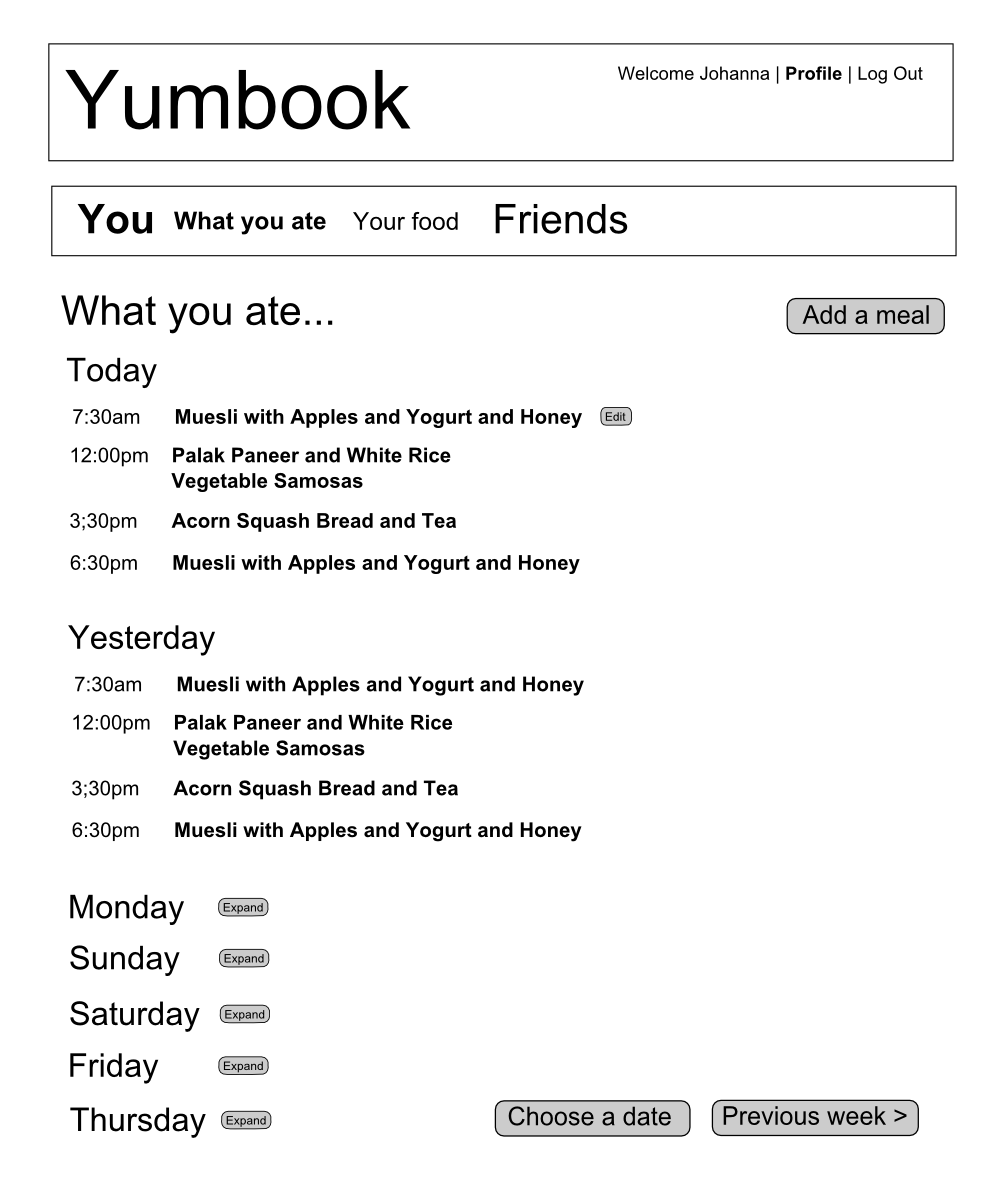 Yumbook
Welcome Johanna | Profile | Log Out
You What you ate Your food Friends
What you ate...
Add a meal
Today
7:30am Muesli with Apples and Yogurt and Honey Edit
12:00pm Palak Paneer and White Rice
Vegetable Samosas
3;30pm Acorn Squash Bread and Tea
6:30pm Muesli with Apples and Yogurt and Honey
Yesterday
7:30am Muesli with Apples and Yogurt and Honey
12:00pm Palak Paneer and White Rice
Vegetable Samosas
3;30pm Acorn Squash Bread and Tea
6:30pm Muesli with Apples and Yogurt and Honey
Monday Expand
Sunday Expand
Saturday Expand
Friday Expand
Thursday Expand
Choose a date
Previous week >